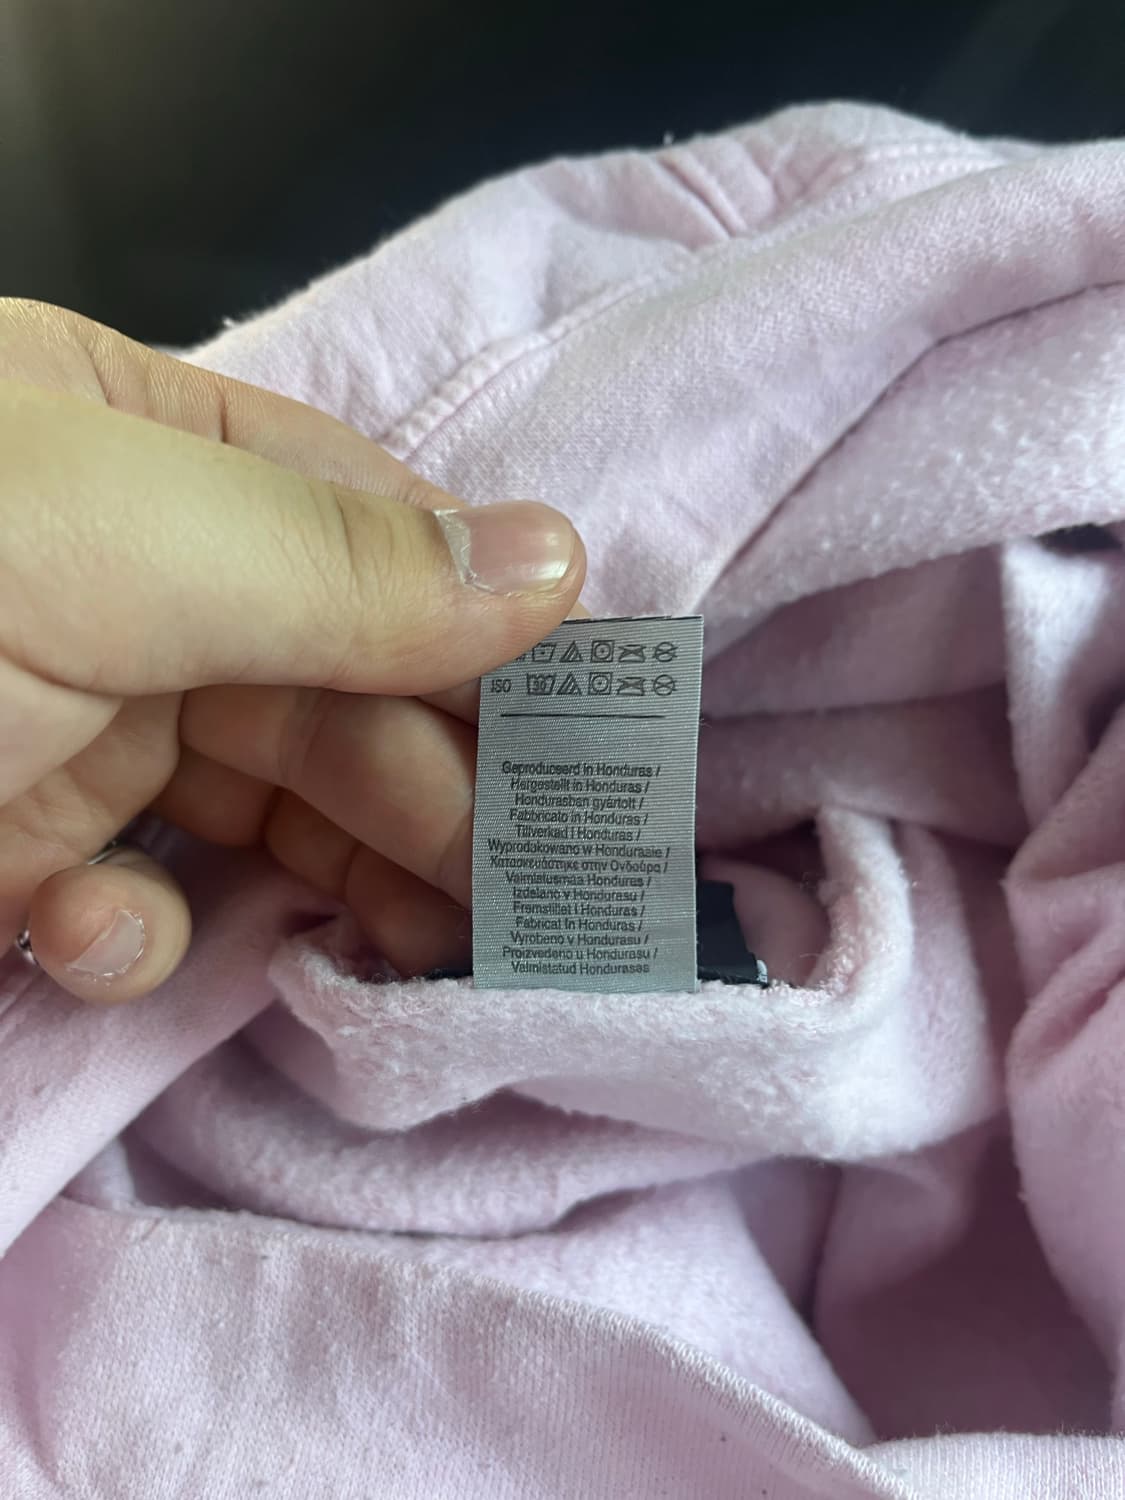 ISO 30
Geproduceerd in Honduras /
Hergestellt in Honduras /
Hondurasban gyártott /
Fabbricato in Honduras /
Tillverkad i Honduras /
Wyprodukowano w Hondurasie /
Κατασκευάστηκε στην Ονδούρα /
Valmistusmaa Honduras /
Izdelano v Hondurasu /
Fremstillet i Honduras /
Fabricat în Honduras /
Vyrobeno v Hondurasu /
Proizvedeno u Hondurasu /
Valmistatud Hondurases